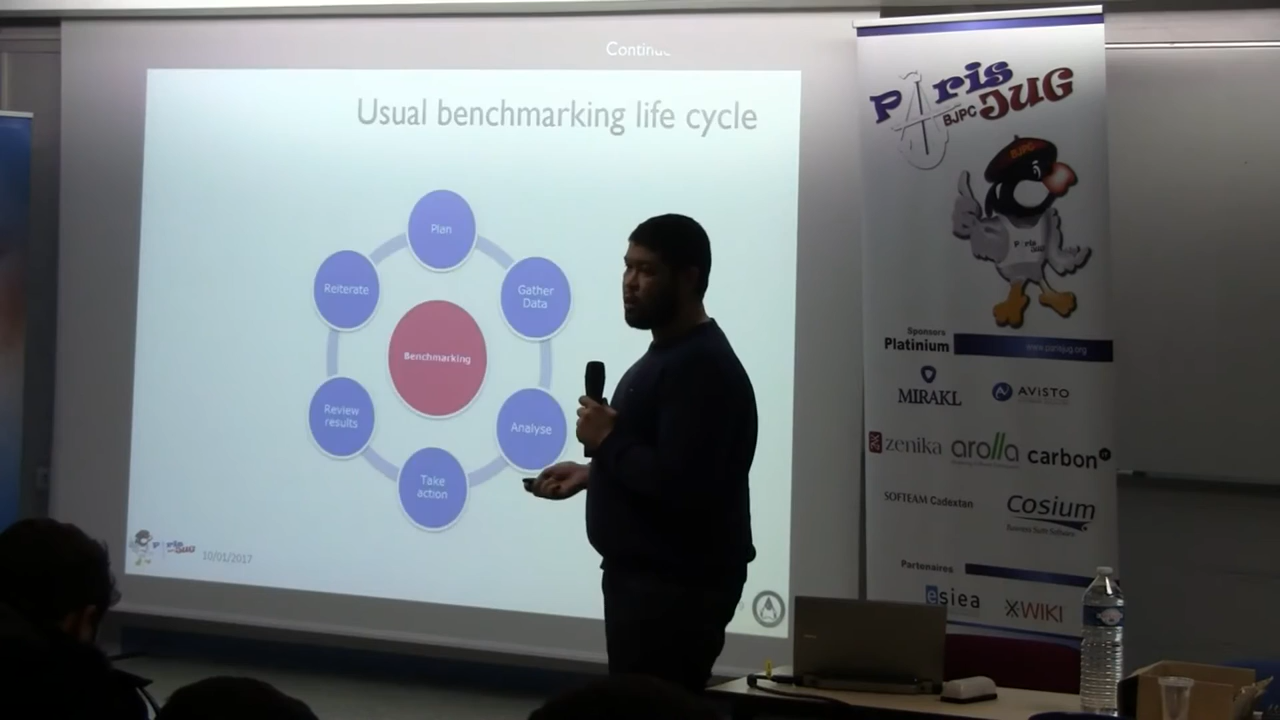 Usual benchmarking life cycle
Plan
Gather
Data
Analyse
Take
action
Review
results
Reiterate
Benchmarking
10/01/2017
Paris
JUG
BJPC
Sponsors
Platinium
www.parisjug.org
MIRAKL
AVISTO
zenika
arolla
carbon
SOFTEAM Cadextan
Cosium
Partenaires
esiea
XWIKI